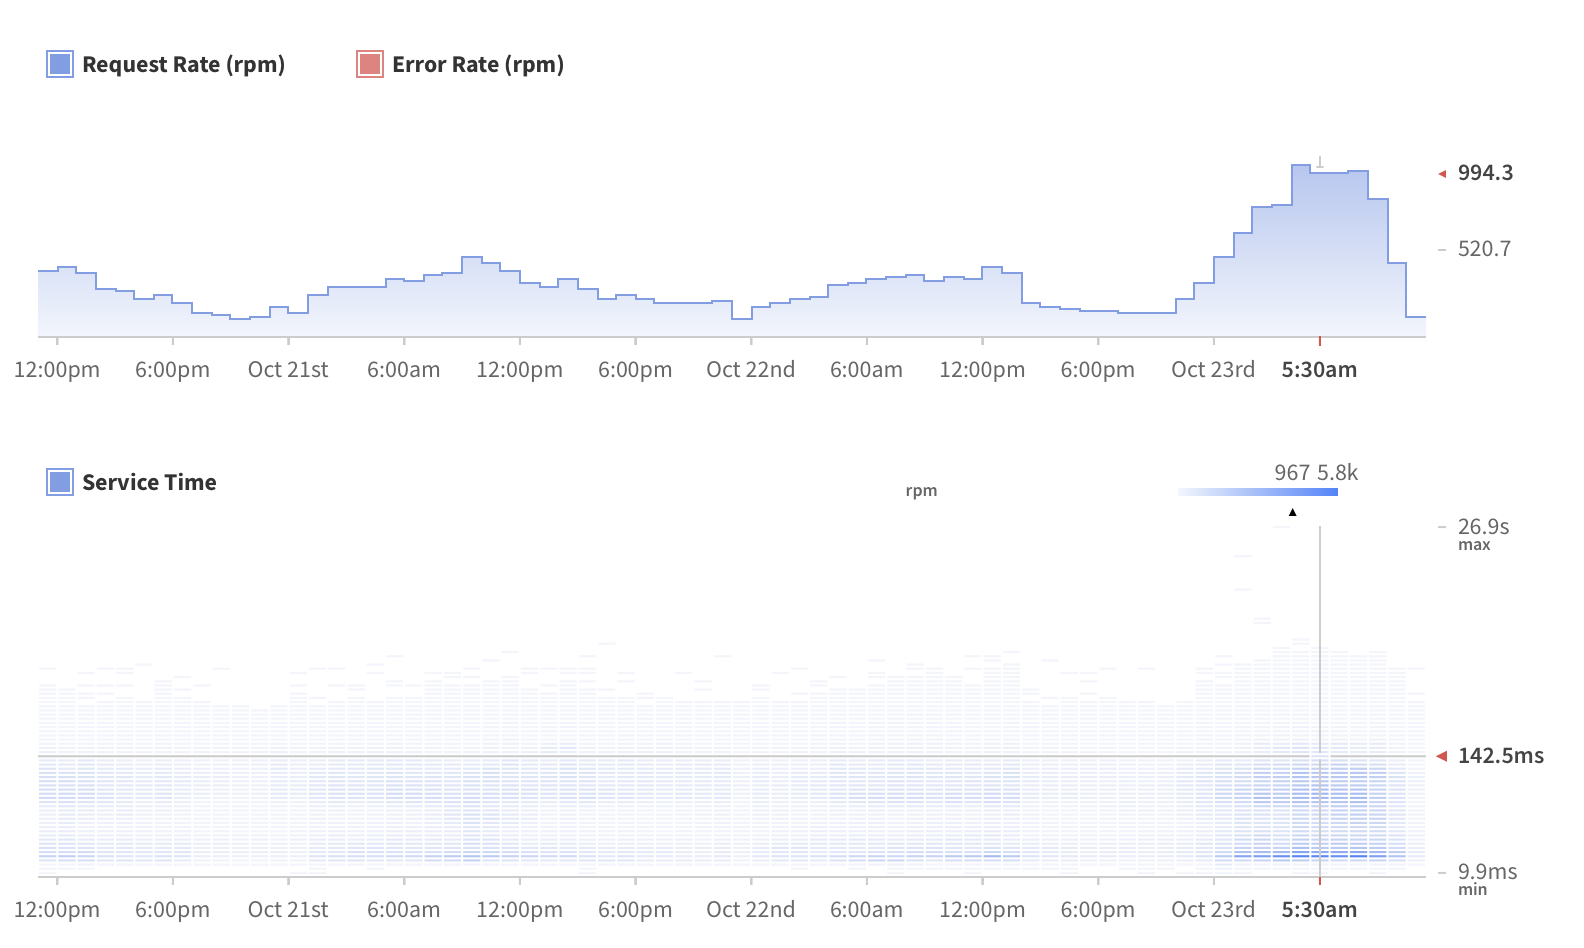 Request Rate (rpm) Error Rate (rpm)
994.3
520.7
12:00pm 6:00pm Oct 21st 6:00am 12:00pm 6:00pm Oct 22nd 6:00am 12:00pm 6:00pm Oct 23rd 5:30am
Service Time
967 5.8k
rpm
26.9s
max
142.5ms
9.9ms
min
12:00pm 6:00pm Oct 21st 6:00am 12:00pm 6:00pm Oct 22nd 6:00am 12:00pm 6:00pm Oct 23rd 5:30am